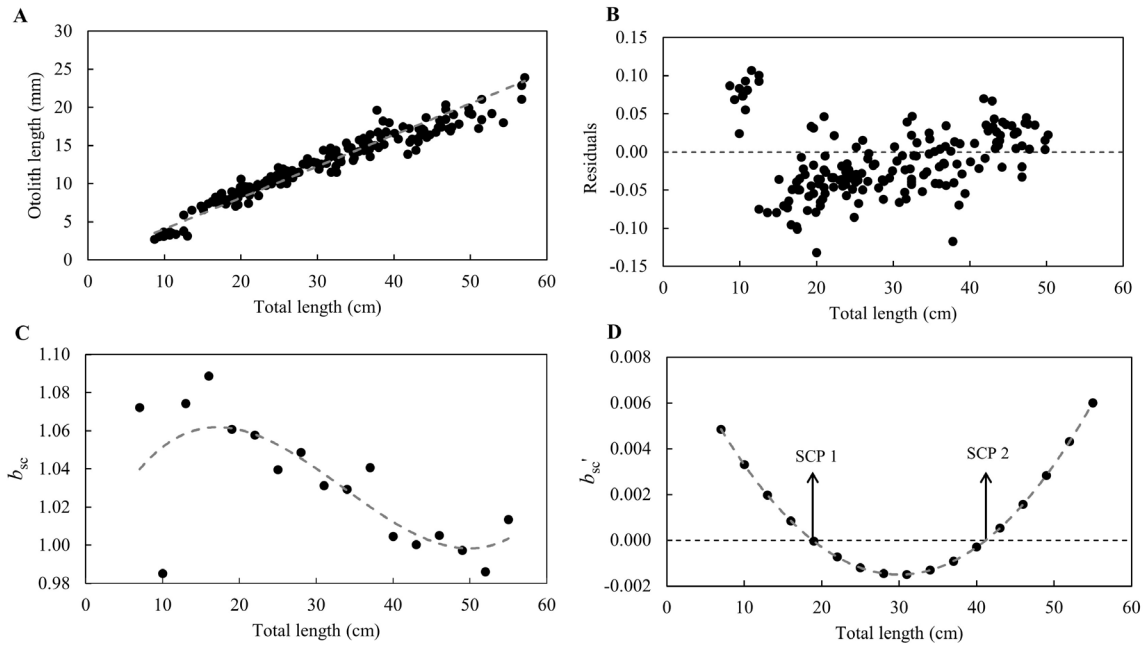 A
30
25
20
15
10
5
0
Otolith length (mm)
0 10 20 30 40 50 60
Total length (cm)
B
0.15
0.10
0.05
0.00
-0.05
-0.10
-0.15
Residuals
0 10 20 30 40 50 60
Total length (cm)
C
1.10
1.08
1.06
1.04
1.02
1.00
0.98
bsc
0 10 20 30 40 50 60
Total length (cm)
D
0.008
0.006
0.004
0.002
0.000
-0.002
bsc'
SCP 1
SCP 2
0 10 20 30 40 50 60
Total length (cm)